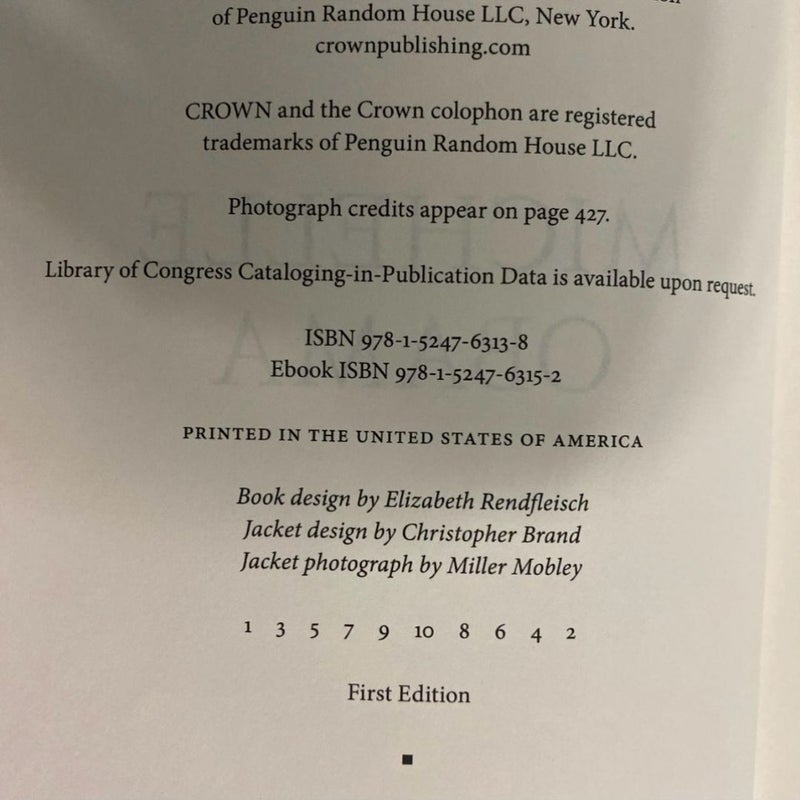 of Penguin Random House LLC, New York.
crownpublishing.com
CROWN and the Crown colophon are registered
trademarks of Penguin Random House LLC.
Photograph credits appear on page 427.
Library of Congress Cataloging-in-Publication Data is available upon request.
ISBN 978-1-5247-6313-8
Ebook ISBN 978-1-5247-6315-2
PRINTED IN THE UNITED STATES OF AMERICA
Book design by Elizabeth Rendfleisch
Jacket design by Christopher Brand
Jacket photograph by Miller Mobley
1 3 5 7 9 10 8 6 4 2
First Edition
MICHELLE
OBAMA